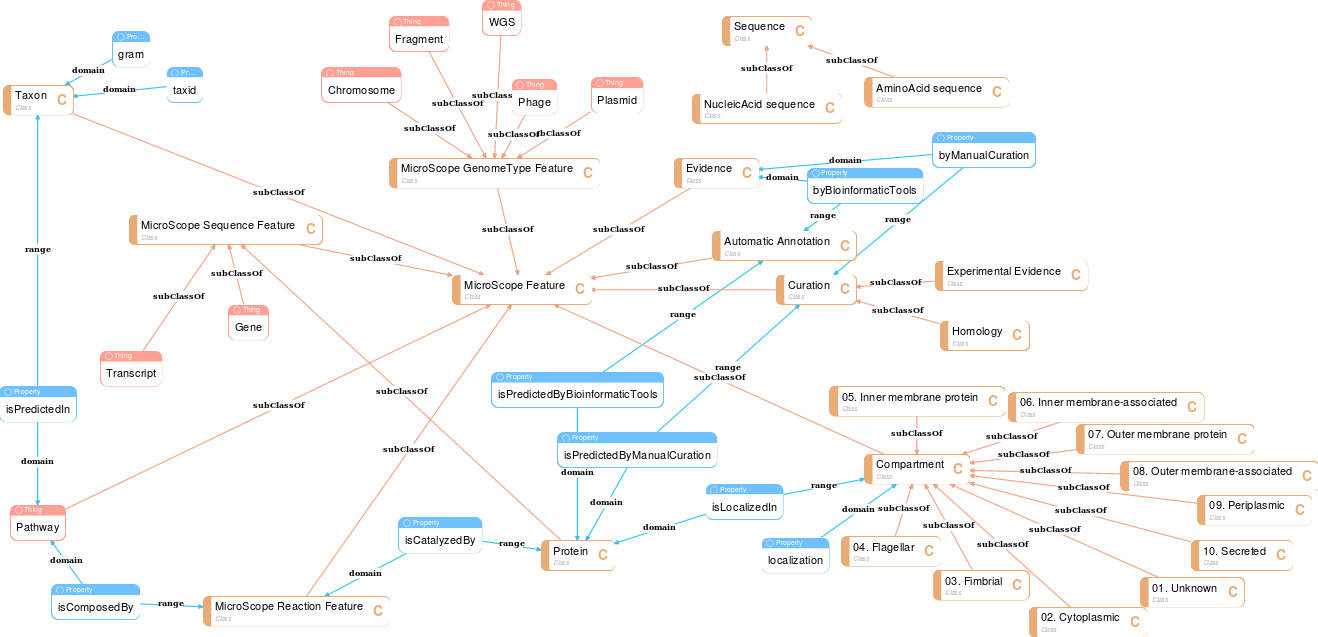 Thing
WGS
Thing
Fragment
Sequence C
Class
Pro...
gram
domain
subClassOf
subClassOf
Pr...
taxid
Thing
Chromosome
Thing
Phage
Thing
Plasmid
Taxon C
Class
domain
subClassOf
subClass
AminoAcid sequence C
Class
NucleicAcid sequence C
Class
subClassOf
subClassOf
fbClassOf
Property
byManualCuration
MicroScope GenomeType Feature C
Class
Evidence C
Class
domain
domain
Property
byBioinformaticTools
subClassOf
range
range
MicroScope Sequence Feature C
Class
subClassOf
subClassOf
Automatic Annotation C
Class
range
subClassOf
subClassOf
subClassOf
Experimental Evidence C
Class
MicroScope Feature C
Class
subClassOf
Curation C
Class
subClassOf
subClassOf
Thing
Gene
range
subClassOf
Homology C
Class
Thing
Transcript
range
subClassOf
Property
isPredictedIn
subClassOf
subClassOf
Property
isPredictedByBioinformaticTools
05. Inner membrane protein C
Class
06. Inner membrane-associated C
Class
subClassOf
subClassOf
subClassOf
07. Outer membrane protein C
Class
Property
isPredictedByManualCuration
subClassOf
domain
domain
Compartment C
Class
subClassOf
08. Outer membrane-associated C
Class
range
subClassOf
Property
isLocalizedIn
domain
domain
subClassOf
subClassOf
09. Periplasmic C
Class
Thing
Pathway
Property
isCatalyzedBy
range
domain
subClassOf
subClassOf
subClassOf
Protein C
Class
Property
localization
04. Flagellar C
Class
10. Secreted C
Class
domain
domain
03. Fimbrial C
Class
01. Unknown C
Class
Property
isComposedBy
range
MicroScope Reaction Feature C
Class
02. Cytoplasmic C
Class